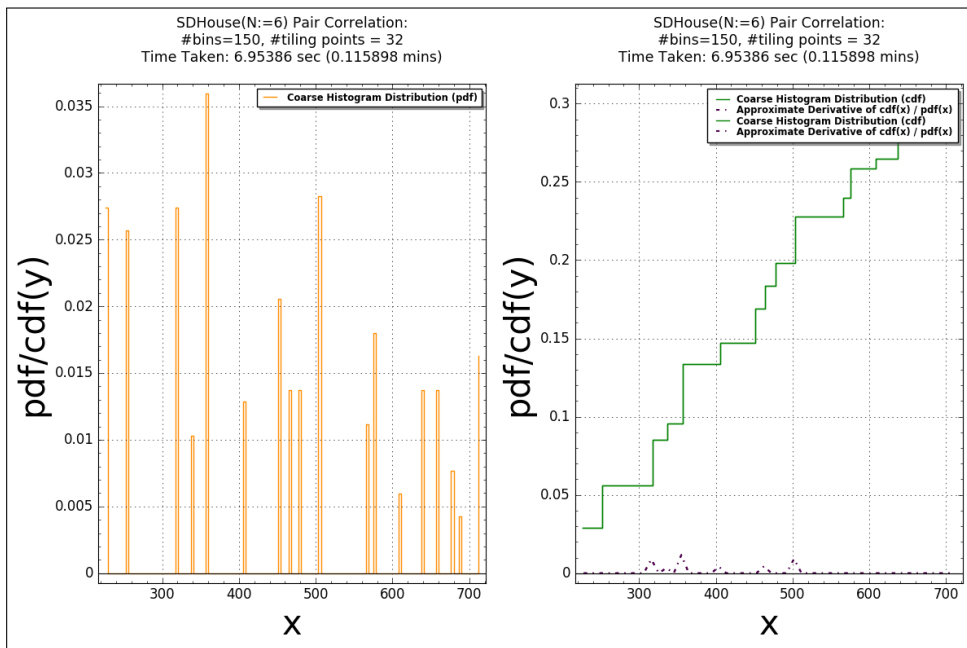 SDHouse(N:=6) Pair Correlation:
#bins=150, #tiling points = 32
Time Taken: 6.95386 sec (0.115898 mins)
Coarse Histogram Distribution (pdf)
0.035
0.03
0.025
0.02
0.015
0.01
0.005
0
pdf/cdf(y)
300 400 500 600 700
x
SDHouse(N:=6) Pair Correlation:
#bins=150, #tiling points = 32
Time Taken: 6.95386 sec (0.115898 mins)
Coarse Histogram Distribution (cdf)
Approximate Derivative of cdf(x) / pdf(x)
Coarse Histogram Distribution (cdf)
Approximate Derivative of cdf(x) / pdf(x)
0.3
0.25
0.2
0.15
0.1
0.05
0
pdf/cdf(y)
300 400 500 600 700
x